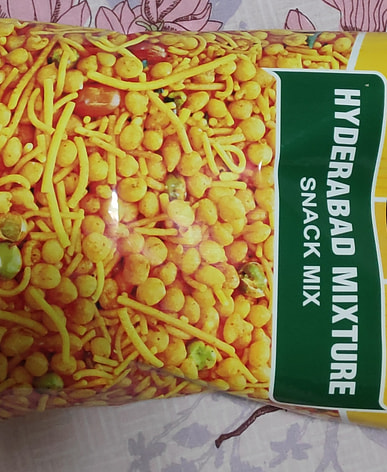 HYDERABAD MIXTURE
SNACK MIX